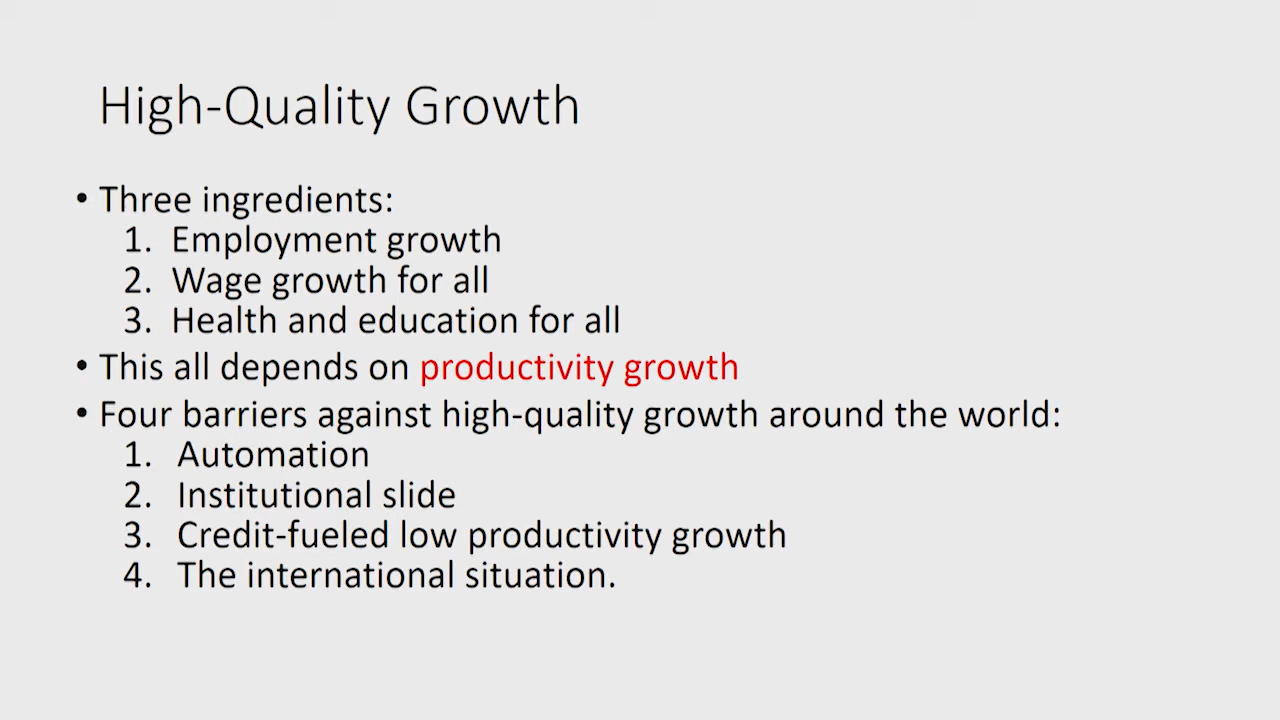 High-Quality Growth
• Three ingredients:
1. Employment growth
2. Wage growth for all
3. Health and education for all
• This all depends on productivity growth
• Four barriers against high-quality growth around the world:
1. Automation
2. Institutional slide
3. Credit-fueled low productivity growth
4. The international situation.